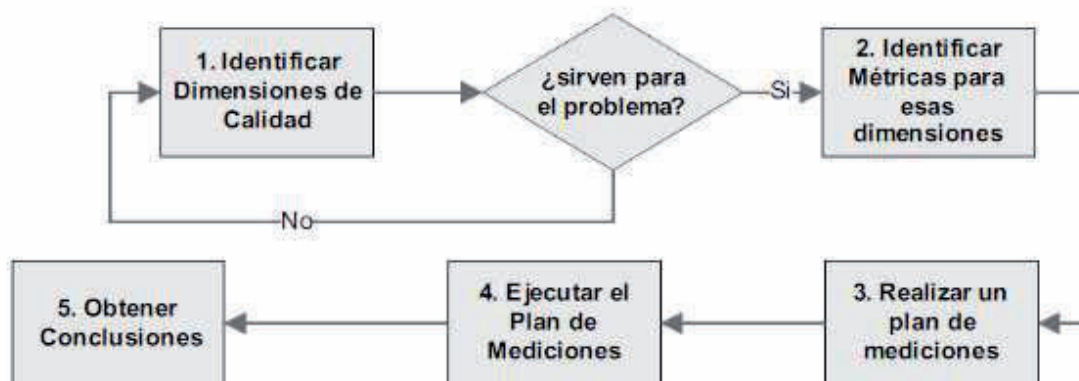 1. Identificar
Dimensiones de
Calidad
¿sirven para
el problema?
Si
2. Identificar
Métricas para
esas
dimensiones
No
5. Obtener
Conclusiones
4. Ejecutar el
Plan de
Mediciones
3. Realizar un
plan de
mediciones